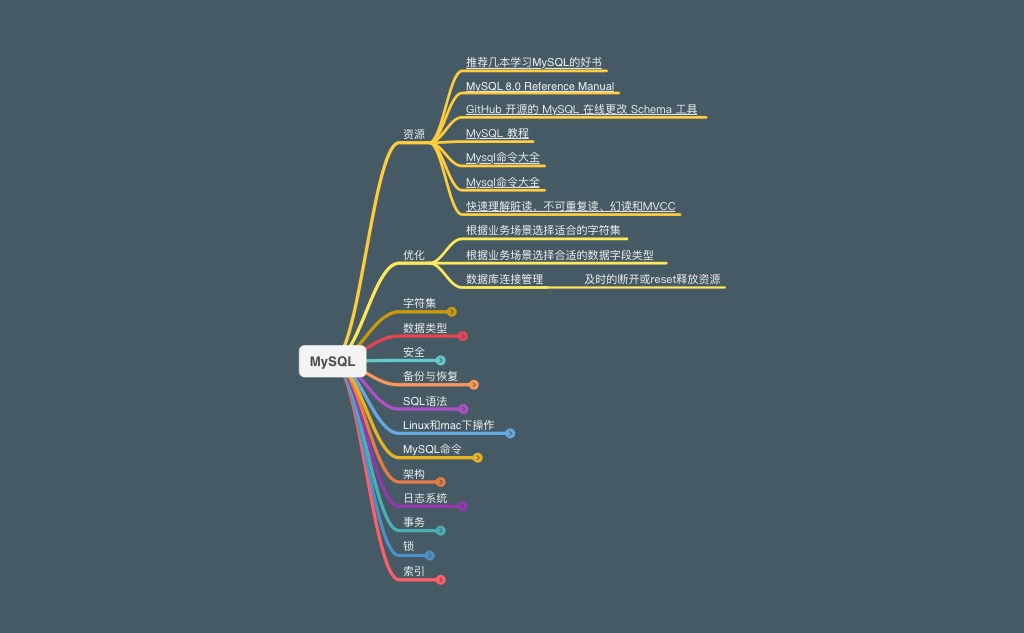 推荐几本学习MySQL的好书
MySQL 8.0 Reference Manual
GitHub 开源的 MySQL 在线更改 Schema 工具
资源
MySQL 教程
Mysql命令大全
Mysql命令大全
快速理解脏读、不可重复读、幻读和MVCC
根据业务场景选择适合的字符集
优化
根据业务场景选择合适的数据字段类型
数据库连接管理
及时的断开或reset释放资源
字符集
数据类型
安全
MySQL
备份与恢复
SQL语法
Linux和mac下操作
MySQL命令
架构
日志系统
事务
锁
索引